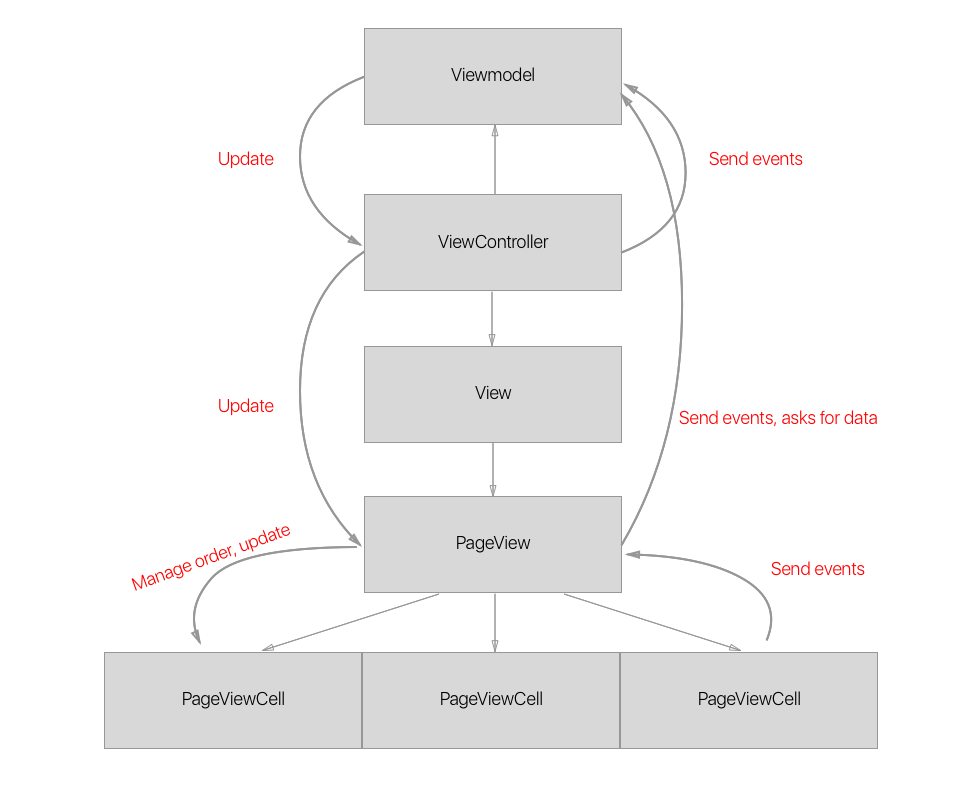 Viewmodel
Update
Send events
ViewController
View
Update
Send events, asks for data
PageView
Manage order, update
Send events
PageViewCell
PageViewCell
PageViewCell